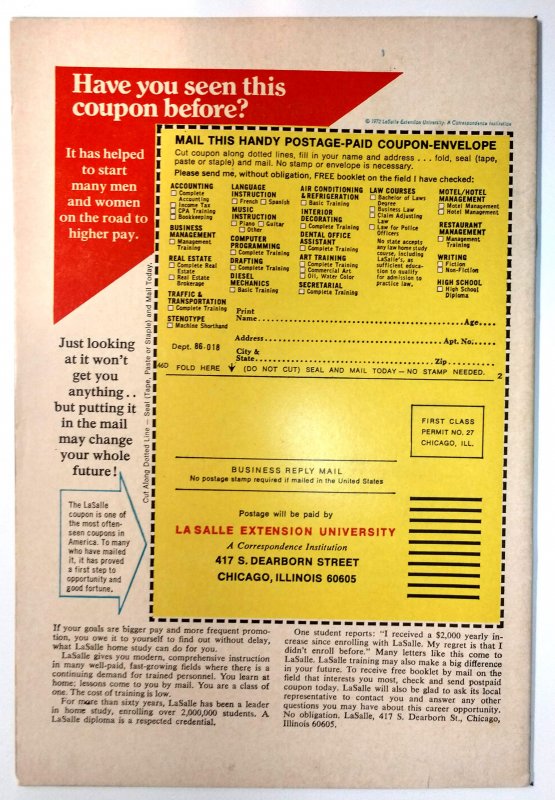 Have you seen this
coupon before?
© 1972 LaSalle Extension University, A Correspondence Institution
It has helped
to start
many men
and women
on the road to
higher pay.
Just looking
at it won't
get you
anything . .
but putting it
in the mail
may change
your whole
future!
The LaSalle
coupon is one of
the most often-
seen coupons in
America. To many
who have mailed
it, it has proved
a first step to
opportunity and
good fortune.
Cut Along Dotted Line — Seal (Tape, Paste or Staple) and Mail Today.
MAIL THIS HANDY POSTAGE-PAID COUPON-ENVELOPE
Cut coupon along dotted lines, fill in your name and address . . . fold, seal (tape,
paste or staple) and mail. No stamp or envelope is necessary.
Please send me, without obligation, FREE booklet on the field I have checked:
ACCOUNTING
Complete
Accounting
Income Tax
CPA Training
Bookkeeping
BUSINESS
MANAGEMENT
Management
Training
REAL ESTATE
Complete Real
Estate
Real Estate
Brokerage
TRAFFIC &
TRANSPORTATION
Complete Training
STENOTYPE
Machine Shorthand
LANGUAGE
INSTRUCTION
French Spanish
MUSIC
INSTRUCTION
Piano Guitar
Other
COMPUTER
PROGRAMMING
Complete Training
DRAFTING
Complete Training
DIESEL
MECHANICS
Basic Training
AIR CONDITIONING
& REFRIGERATION
Basic Training
INTERIOR
DECORATING
Complete Training
DENTAL OFFICE
ASSISTANT
Complete Training
ART TRAINING
Complete Training
Commercial Art
Oil, Water Color
SECRETARIAL
Complete Training
LAW COURSES
Bachelor of Laws
Degree
Business Law
Claim Adjusting
Law
Law for Police
Officers
No state accepts
any law home study
course, including
LaSalle's, as
sufficient educa-
tion to qualify
for admission to
practice law.
MOTEL/HOTEL
MANAGEMENT
Motel Management
Hotel Management
RESTAURANT
MANAGEMENT
Management
Training
WRITING
Fiction
Non-Fiction
HIGH SCHOOL
High School
Diploma
Print
Name Age
Address Apt. No.
Dept. 86-018
City &
State Zip
46D FOLD HERE (DO NOT CUT) SEAL AND MAIL TODAY—NO STAMP NEEDED. 2
FIRST CLASS
PERMIT NO. 27
CHICAGO, ILL.
BUSINESS REPLY MAIL
No postage stamp required if mailed in the United States
Postage will be paid by
LA SALLE EXTENSION UNIVERSITY
A Correspondence Institution
417 S. DEARBORN STREET
CHICAGO, ILLINOIS 60605
If your goals are bigger pay and more frequent promo-
tion, you owe it to yourself to find out without delay,
what LaSalle home study can do for you.
LaSalle gives you modern, comprehensive instruction
in many well-paid, fast-growing fields where there is a
continuing demand for trained personnel. You learn at
home; lessons come to you by mail. You are a class of
one. The cost of training is low.
For more than sixty years, LaSalle has been a leader
in home study, enrolling over 2,000,000 students. A
LaSalle diploma is a respected credential.
One student reports: "I received a $2,000 yearly in-
crease since enrolling with LaSalle. My regret is that I
didn't enroll before." Many letters like this come to
LaSalle. LaSalle training may also make a big difference
in your future. To receive free booklet by mail on the
field that interests you most, check and send postpaid
coupon today. LaSalle will also be glad to ask its local
representative to contact you and answer any other
questions you may have about this career opportunity.
No obligation. LaSalle, 417 S. Dearborn St., Chicago,
Illinois 60605.